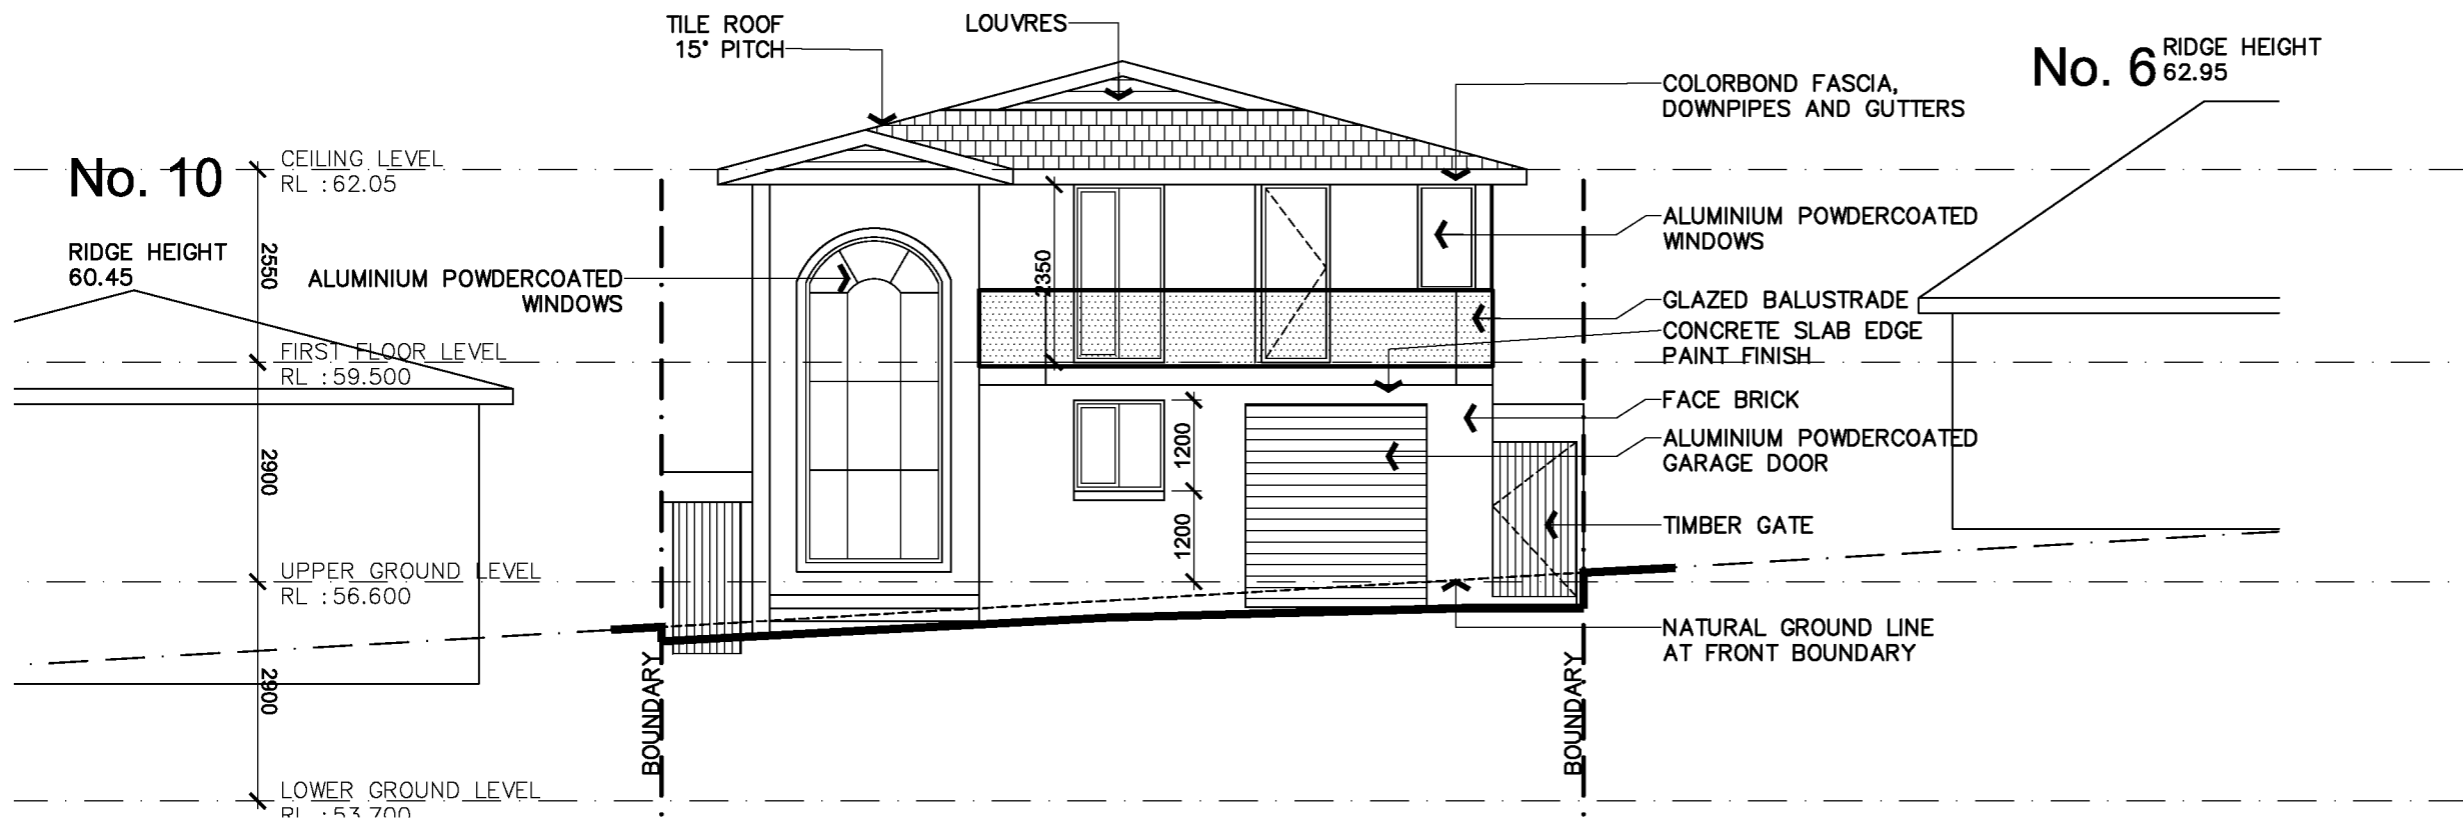 TILE ROOF
15° PITCH
LOUVRES
No. 6
RIDGE HEIGHT
62.95
COLORBOND FASCIA,
DOWNPIPES AND GUTTERS
No. 10
CEILING LEVEL
RL :62.05
RIDGE HEIGHT
60.45
2550
ALUMINIUM POWDERCOATED
WINDOWS
2350
ALUMINIUM POWDERCOATED
WINDOWS
GLAZED BALUSTRADE
CONCRETE SLAB EDGE
PAINT FINISH
FIRST FLOOR LEVEL
RL :59.500
FACE BRICK
ALUMINIUM POWDERCOATED
GARAGE DOOR
2900
1200
1200
TIMBER GATE
UPPER GROUND LEVEL
RL :56.600
NATURAL GROUND LINE
AT FRONT BOUNDARY
2900
BOUNDARY
BOUNDARY
LOWER GROUND LEVEL
RL :53.700